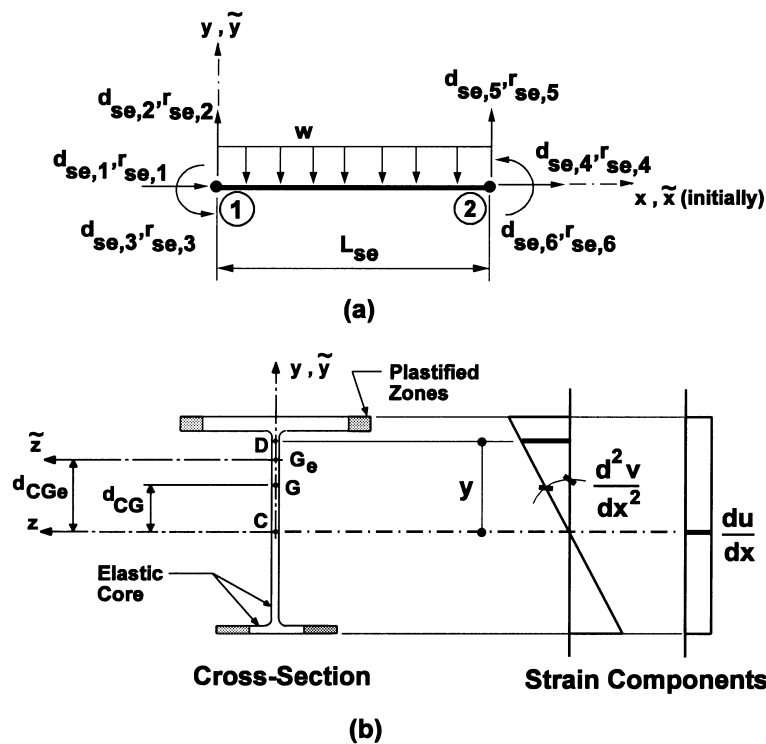 y , ỹ
d_se,2, r_se,2
d_se,5, r_se,5
w
d_se,1, r_se,1
d_se,4, r_se,4
1
2
x , x̃ (initially)
d_se,3, r_se,3
L_se
d_se,6, r_se,6
(a)
y , ỹ
Plastified
Zones
z̃
D
G_e
d_CGe
d_CG
G
y
d²v
dx²
z
C
du
dx
Elastic
Core
Cross-Section
Strain Components
(b)